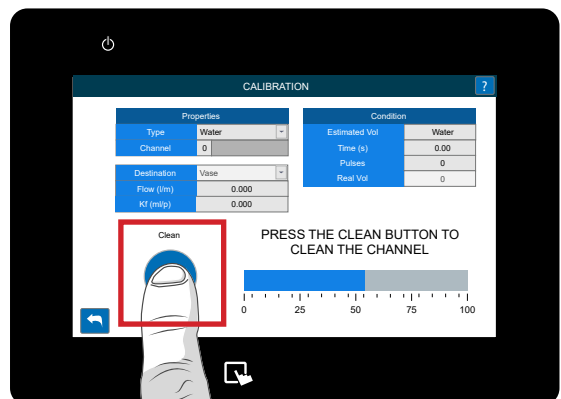 CALIBRATION ?
Properties
Type Water
Channel 0
Destination Vase
Flow (l/m) 0.000
Kf (ml/p) 0.000
Condition
Estimated Vol Water
Time (s) 0.00
Pulses 0
Real Vol 0
Clean
PRESS THE CLEAN BUTTON TO
CLEAN THE CHANNEL
0 25 50 75 100